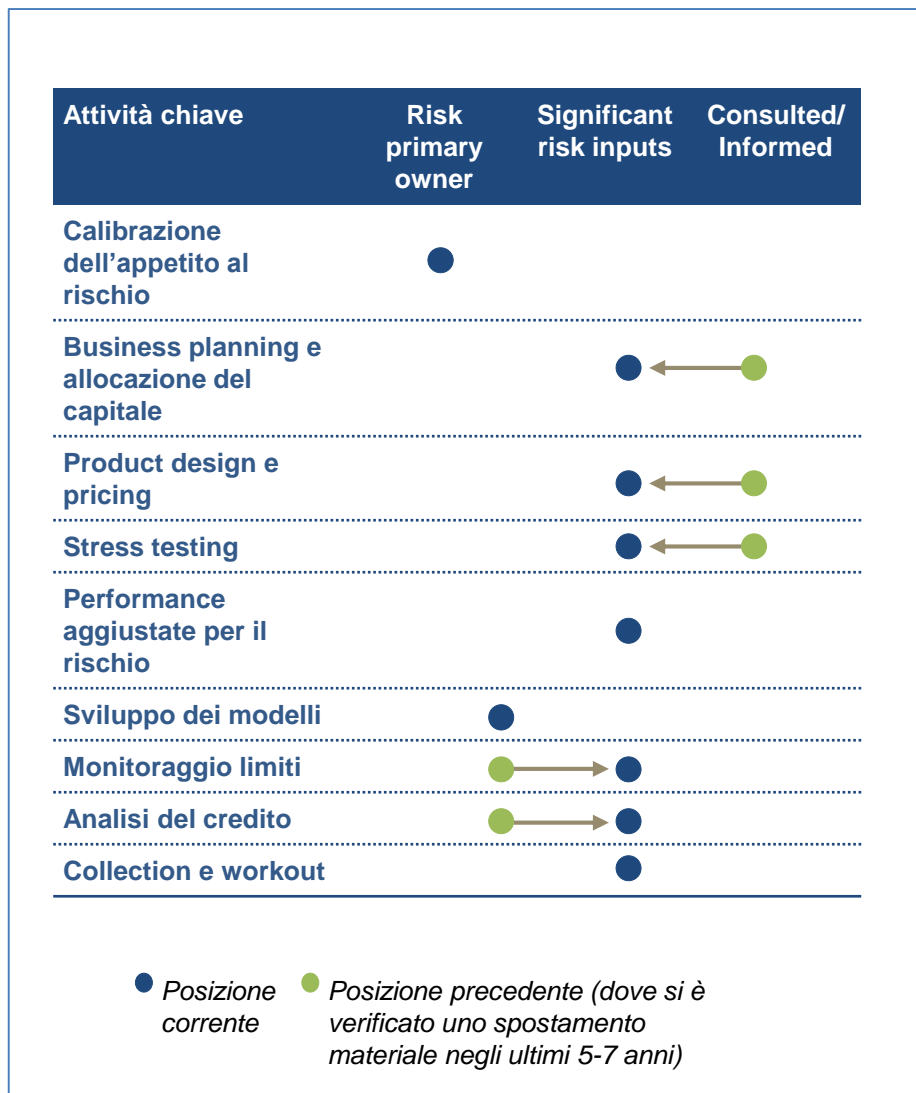 Attività chiave
Risk
primary
owner
Significant
risk inputs
Consulted/
Informed
Calibrazione
dell'appetito al
rischio
Business planning e
allocazione del
capitale
Product design e
pricing
Stress testing
Performance
aggiustate per il
rischio
Sviluppo dei modelli
Monitoraggio limiti
Analisi del credito
Collection e workout
Posizione
corrente
Posizione precedente (dove si è
verificato uno spostamento
materiale negli ultimi 5-7 anni)